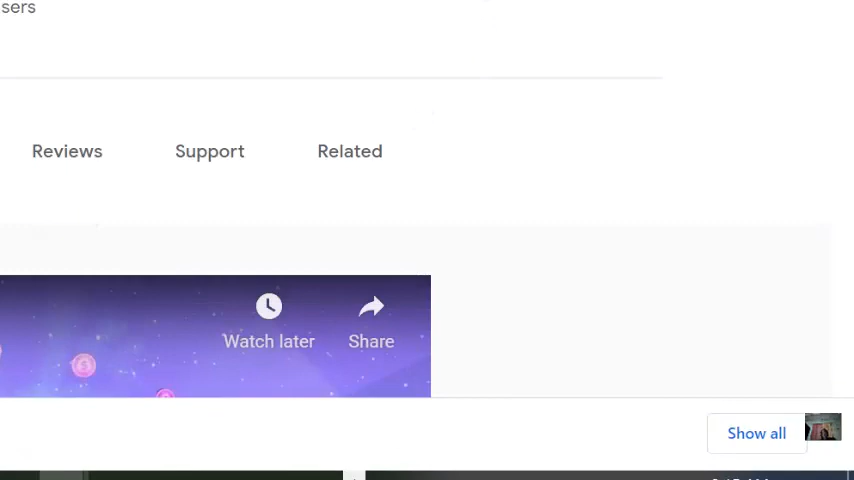 sers
Reviews Support Related
Watch later Share
Show all